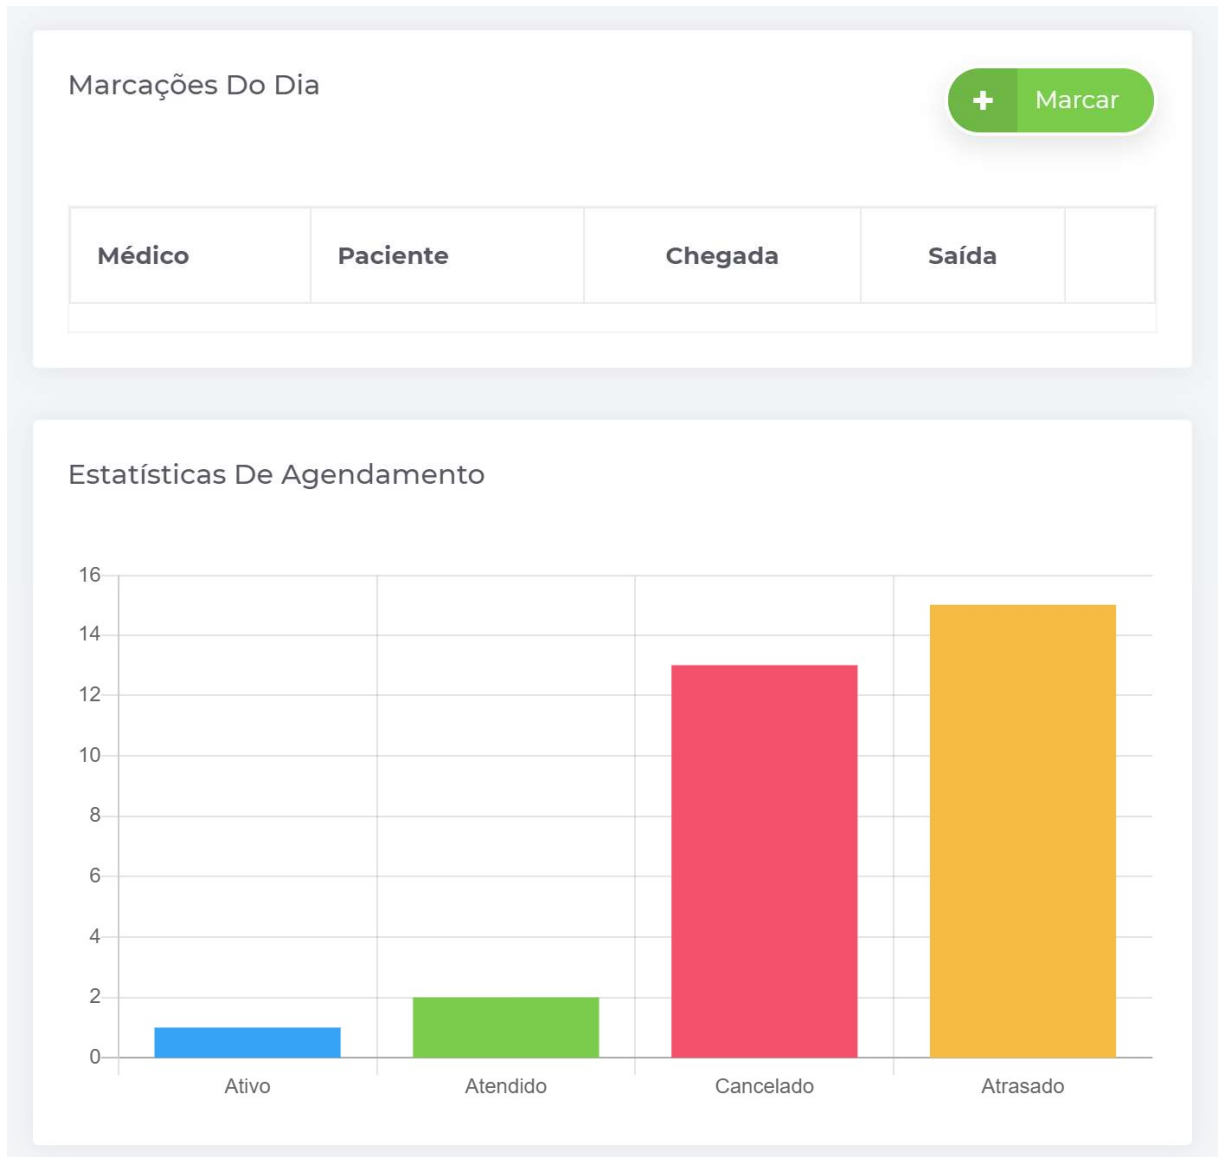 Marcações Do Dia
Marcar
Médico Paciente Chegada Saída
Estatísticas De Agendamento
16
14
12
10
8
6
4
2
0
Ativo Atendido Cancelado Atrasado